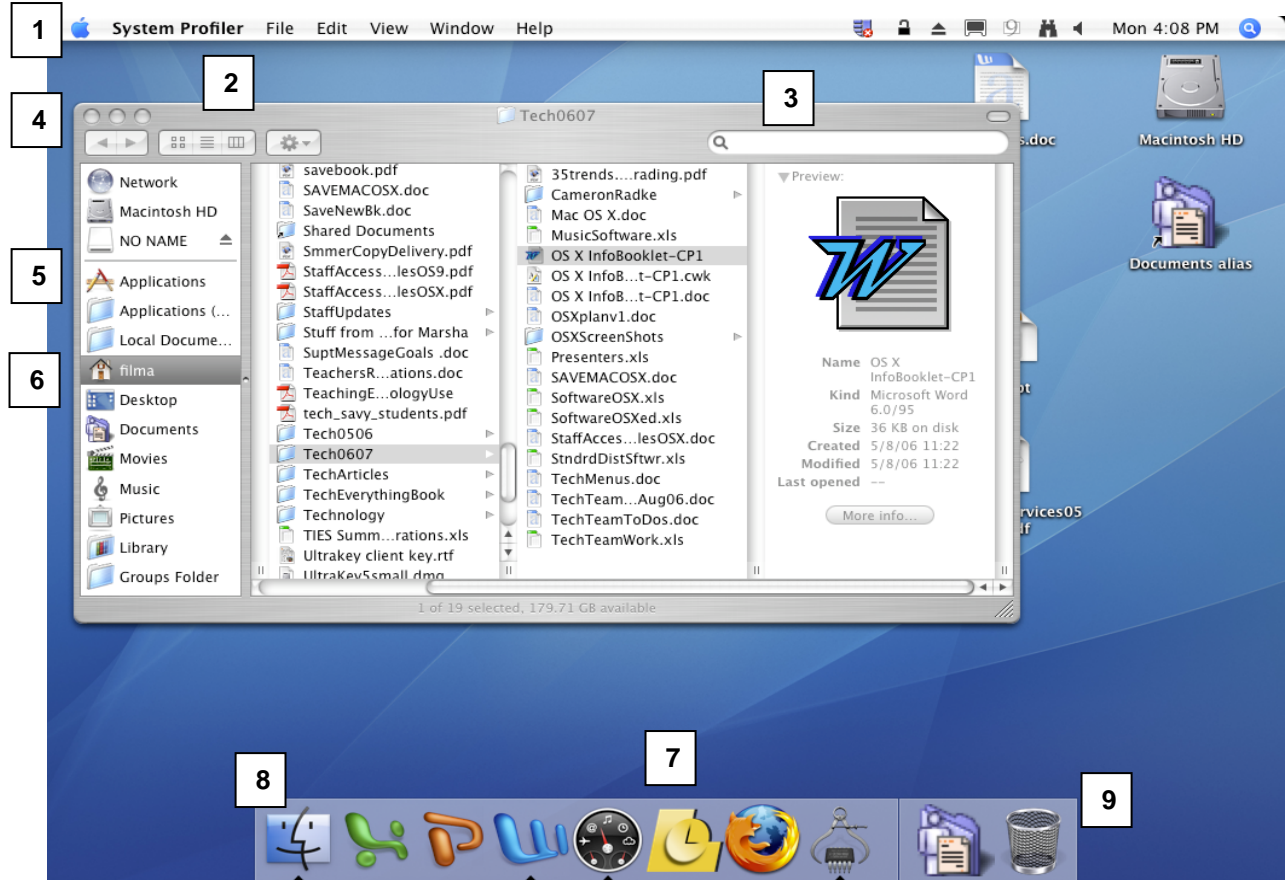 1
System Profiler File Edit View Window Help 9 Mon 4:08 PM
2
3
4
Tech0607
s.doc
Macintosh HD
Documents alias
5
6
Network
Macintosh HD
NO NAME
Applications
Applications (...
Local Docume...
filma
Desktop
Documents
Movies
Music
Pictures
Library
Groups Folder
savebook.pdf
SAVEMACOSX.doc
SaveNewBk.doc
Shared Documents
SmmerCopyDelivery.pdf
StaffAccess...lesOS9.pdf
StaffAccess...lesOSX.pdf
StaffUpdates
Stuff from ...for Marsha
SuptMessageGoals .doc
TeachersR...ations.doc
TeachingE...ologyUse
tech_savy_students.pdf
Tech0506
Tech0607
TechArticles
TechEverythingBook
Technology
TIES Summ...rations.xls
Ultrakey client key.rtf
UltraKey5small.dmg
35trends....rading.pdf
CameronRadke
Mac OS X.doc
MusicSoftware.xls
OS X InfoBooklet-CP1
OS X InfoB...t-CP1.cwk
OS X InfoB...t-CP1.doc
OSXplanv1.doc
OSXScreenShots
Presenters.xls
SAVEMACOSX.doc
SoftwareOSX.xls
SoftwareOSXed.xls
StaffAcces...lesOSX.doc
StndrdDistSftwr.xls
TechMenus.doc
TechTeam...Aug06.doc
TechTeamToDos.doc
TechTeamWork.xls
Preview:
Name OS X
InfoBooklet-CP1
Kind Microsoft Word
6.0/95
Size 36 KB on disk
Created 5/8/06 11:22
Modified 5/8/06 11:22
Last opened --
More info...
rvices05
1 of 19 selected, 179.71 GB available
7
8
9